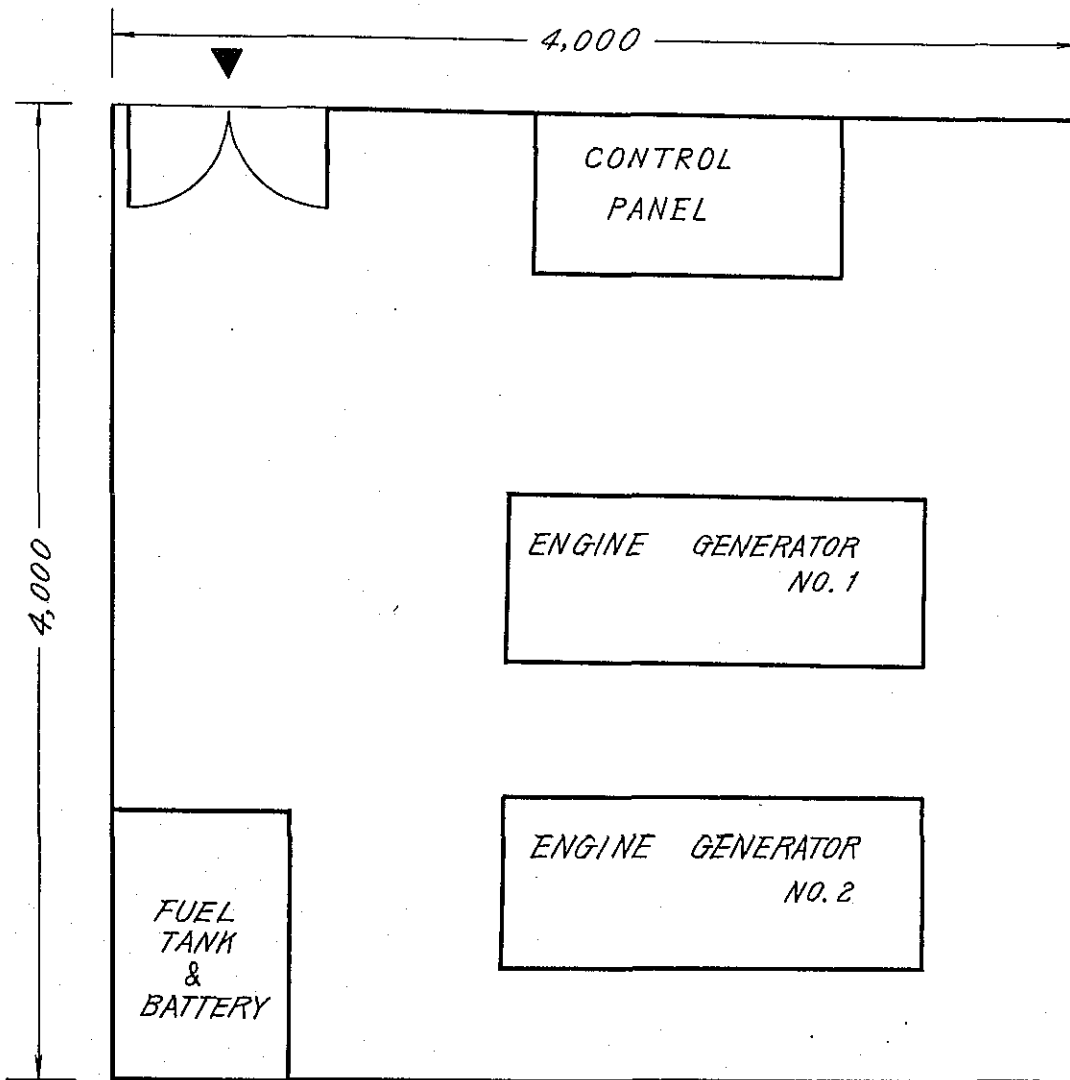 4,000
CONTROL
PANEL
4,000
ENGINE GENERATOR
NO. 1
ENGINE GENERATOR
NO. 2
FUEL
TANK
&
BATTERY